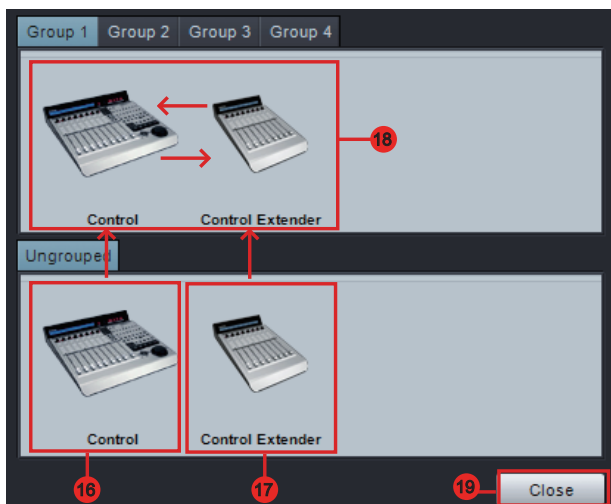 Group 1 Group 2 Group 3 Group 4
18
Control Control Extender
Ungrouped
Control Control Extender
16 17 19 Close